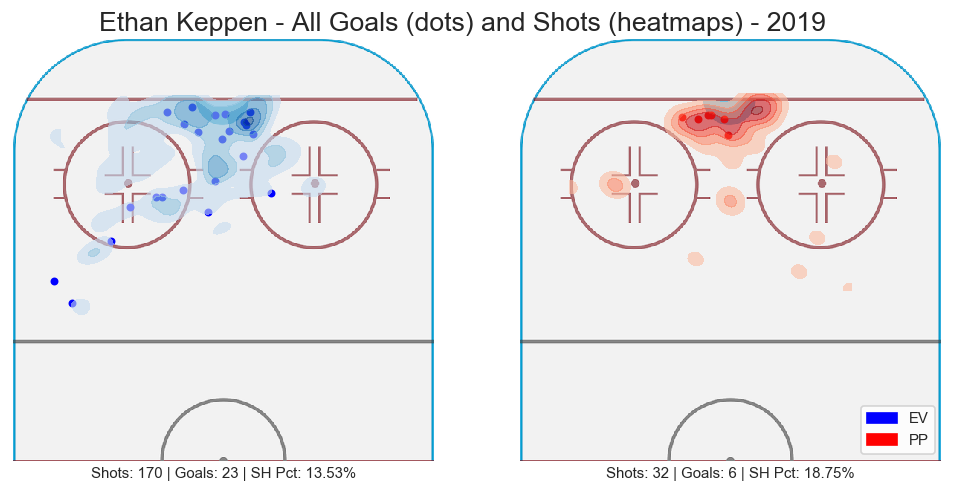 Ethan Keppen - All Goals (dots) and Shots (heatmaps) - 2019
EV
PP
Shots: 170 | Goals: 23 | SH Pct: 13.53%
Shots: 32 | Goals: 6 | SH Pct: 18.75%